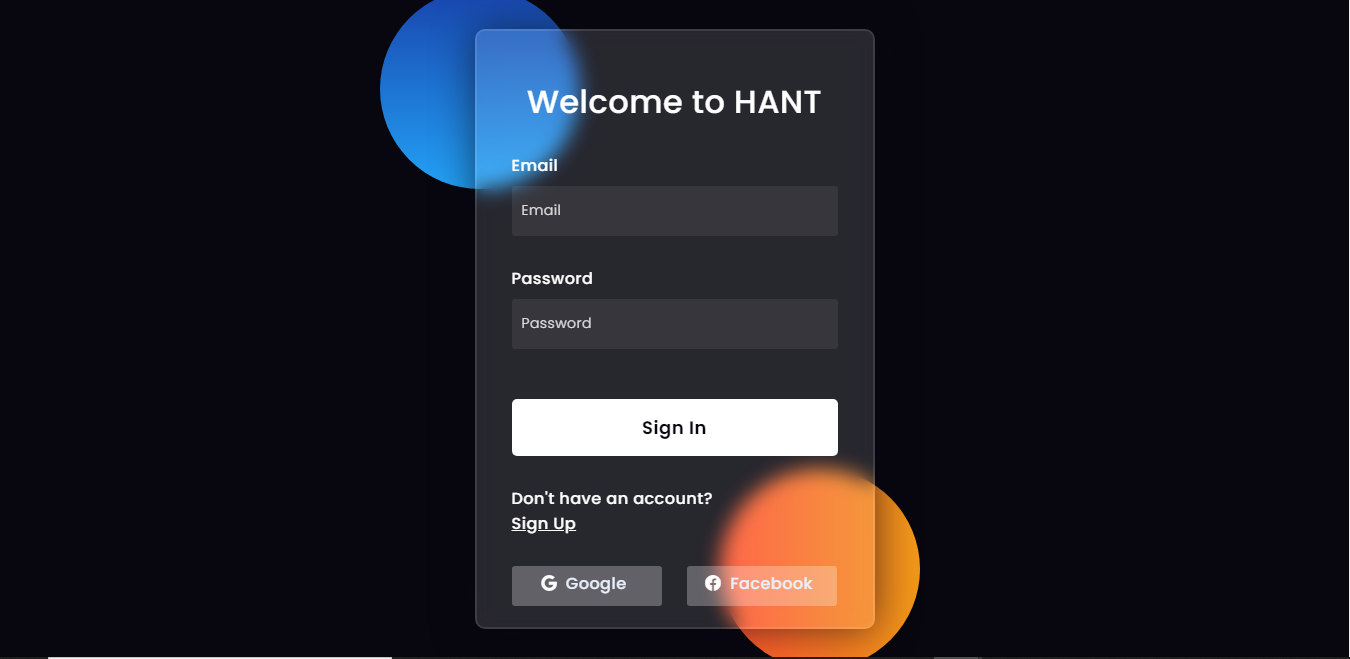 Welcome to HANT
Email
Email
Password
Password
Sign In
Don't have an account?
Sign Up
Google
Facebook